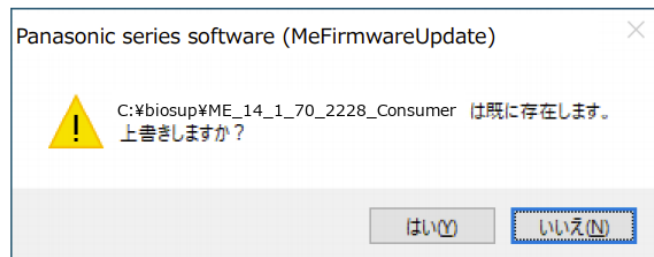 Panasonic series software (MeFirmwareUpdate)
C:¥biosup¥ME_14_1_70_2228_Consumer は既に存在します。
上書きしますか？
はい(Y)
いいえ(N)